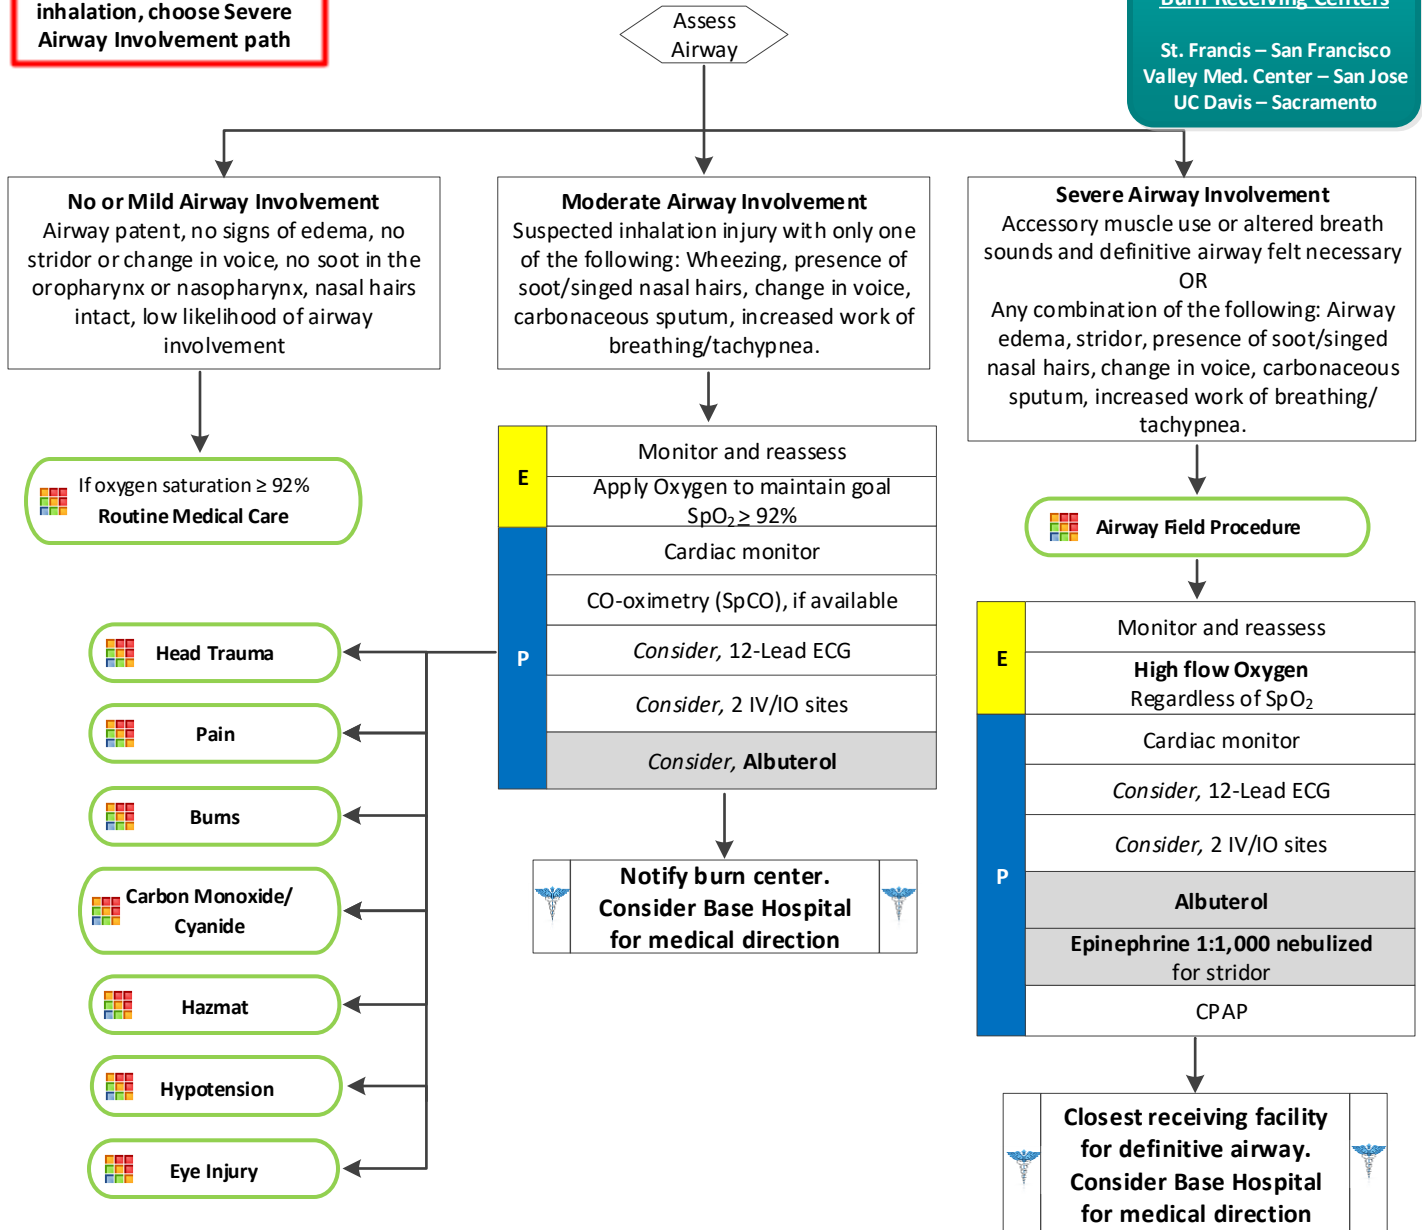 inhalation, choose Severe
Airway Involvement path
Assess
Airway
Burn Receiving Centers
St. Francis – San Francisco
Valley Med. Center – San Jose
UC Davis – Sacramento
No or Mild Airway Involvement
Airway patent, no signs of edema, no
stridor or change in voice, no soot in the
oropharynx or nasopharynx, nasal hairs
intact, low likelihood of airway
involvement
If oxygen saturation ≥ 92%
Routine Medical Care
Moderate Airway Involvement
Suspected inhalation injury with only one
of the following: Wheezing, presence of
soot/singed nasal hairs, change in voice,
carbonaceous sputum, increased work of
breathing/tachypnea.
E
Monitor and reassess
Apply Oxygen to maintain goal
SpO₂ ≥ 92%
P
Cardiac monitor
CO-oximetry (SpCO), if available
Consider, 12-Lead ECG
Consider, 2 IV/IO sites
Consider, Albuterol
Notify burn center.
Consider Base Hospital
for medical direction
Head Trauma
Pain
Burns
Carbon Monoxide/
Cyanide
Hazmat
Hypotension
Eye Injury
Severe Airway Involvement
Accessory muscle use or altered breath
sounds and definitive airway felt necessary
OR
Any combination of the following: Airway
edema, stridor, presence of soot/singed
nasal hairs, change in voice, carbonaceous
sputum, increased work of breathing/
tachypnea.
Airway Field Procedure
E
Monitor and reassess
High flow Oxygen
Regardless of SpO₂
P
Cardiac monitor
Consider, 12-Lead ECG
Consider, 2 IV/IO sites
Albuterol
Epinephrine 1:1,000 nebulized
for stridor
CPAP
Closest receiving facility
for definitive airway.
Consider Base Hospital
for medical direction